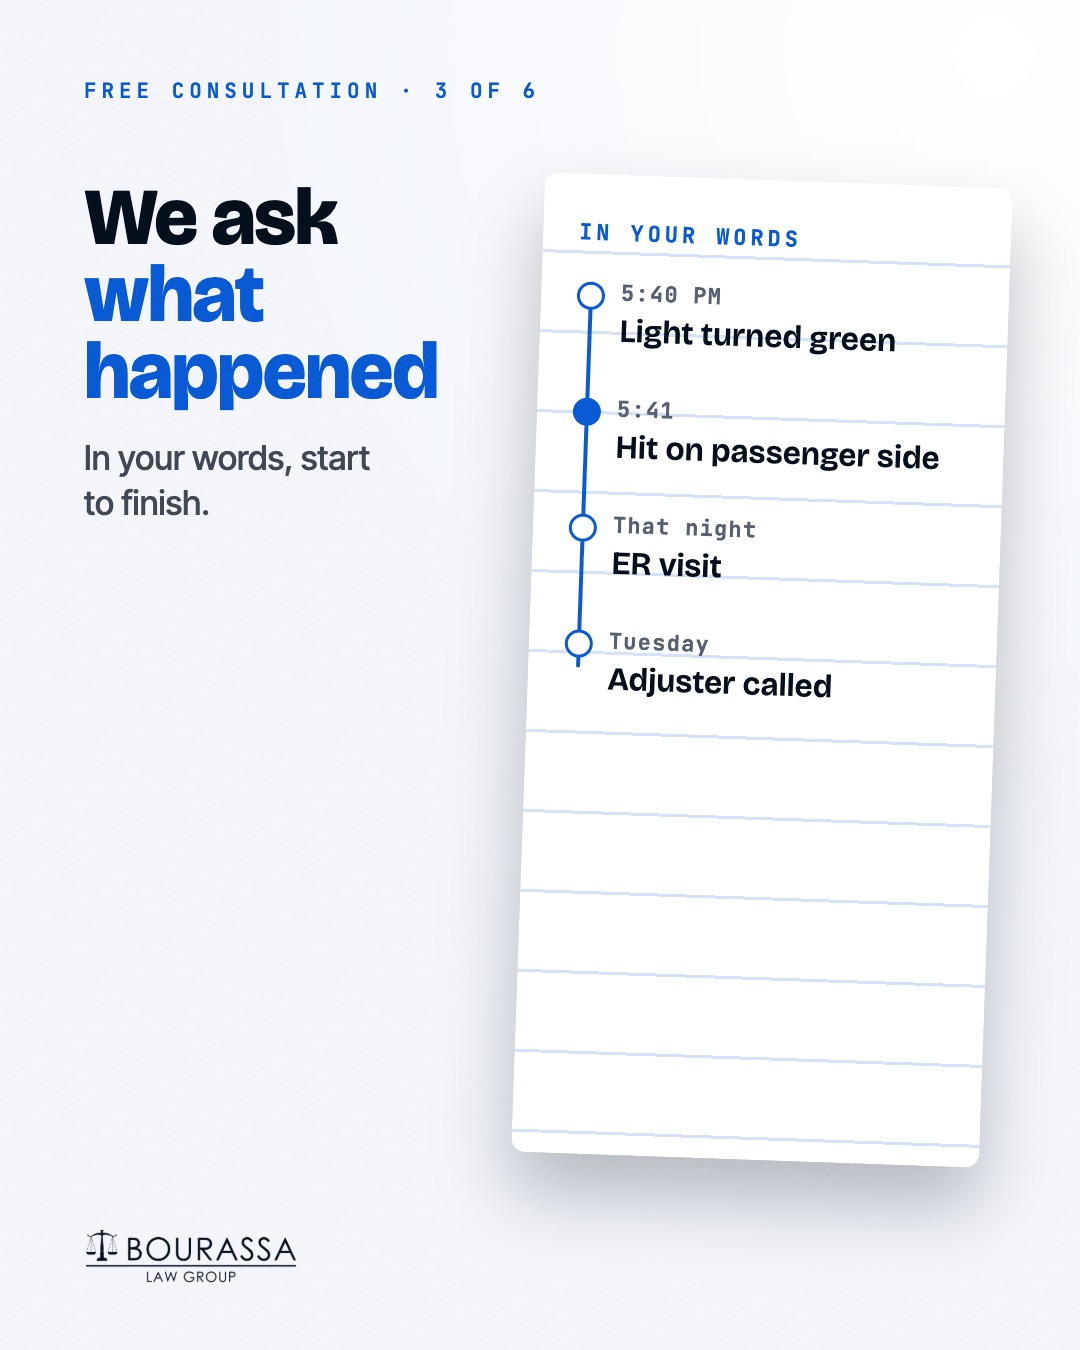 FREE CONSULTATION · 3 OF 6
We ask
what
happened
In your words, start
to finish.
IN YOUR WORDS
5:40 PM
Light turned green
5:41
Hit on passenger side
That night
ER visit
Tuesday
Adjuster called
BOURASSA
LAW GROUP